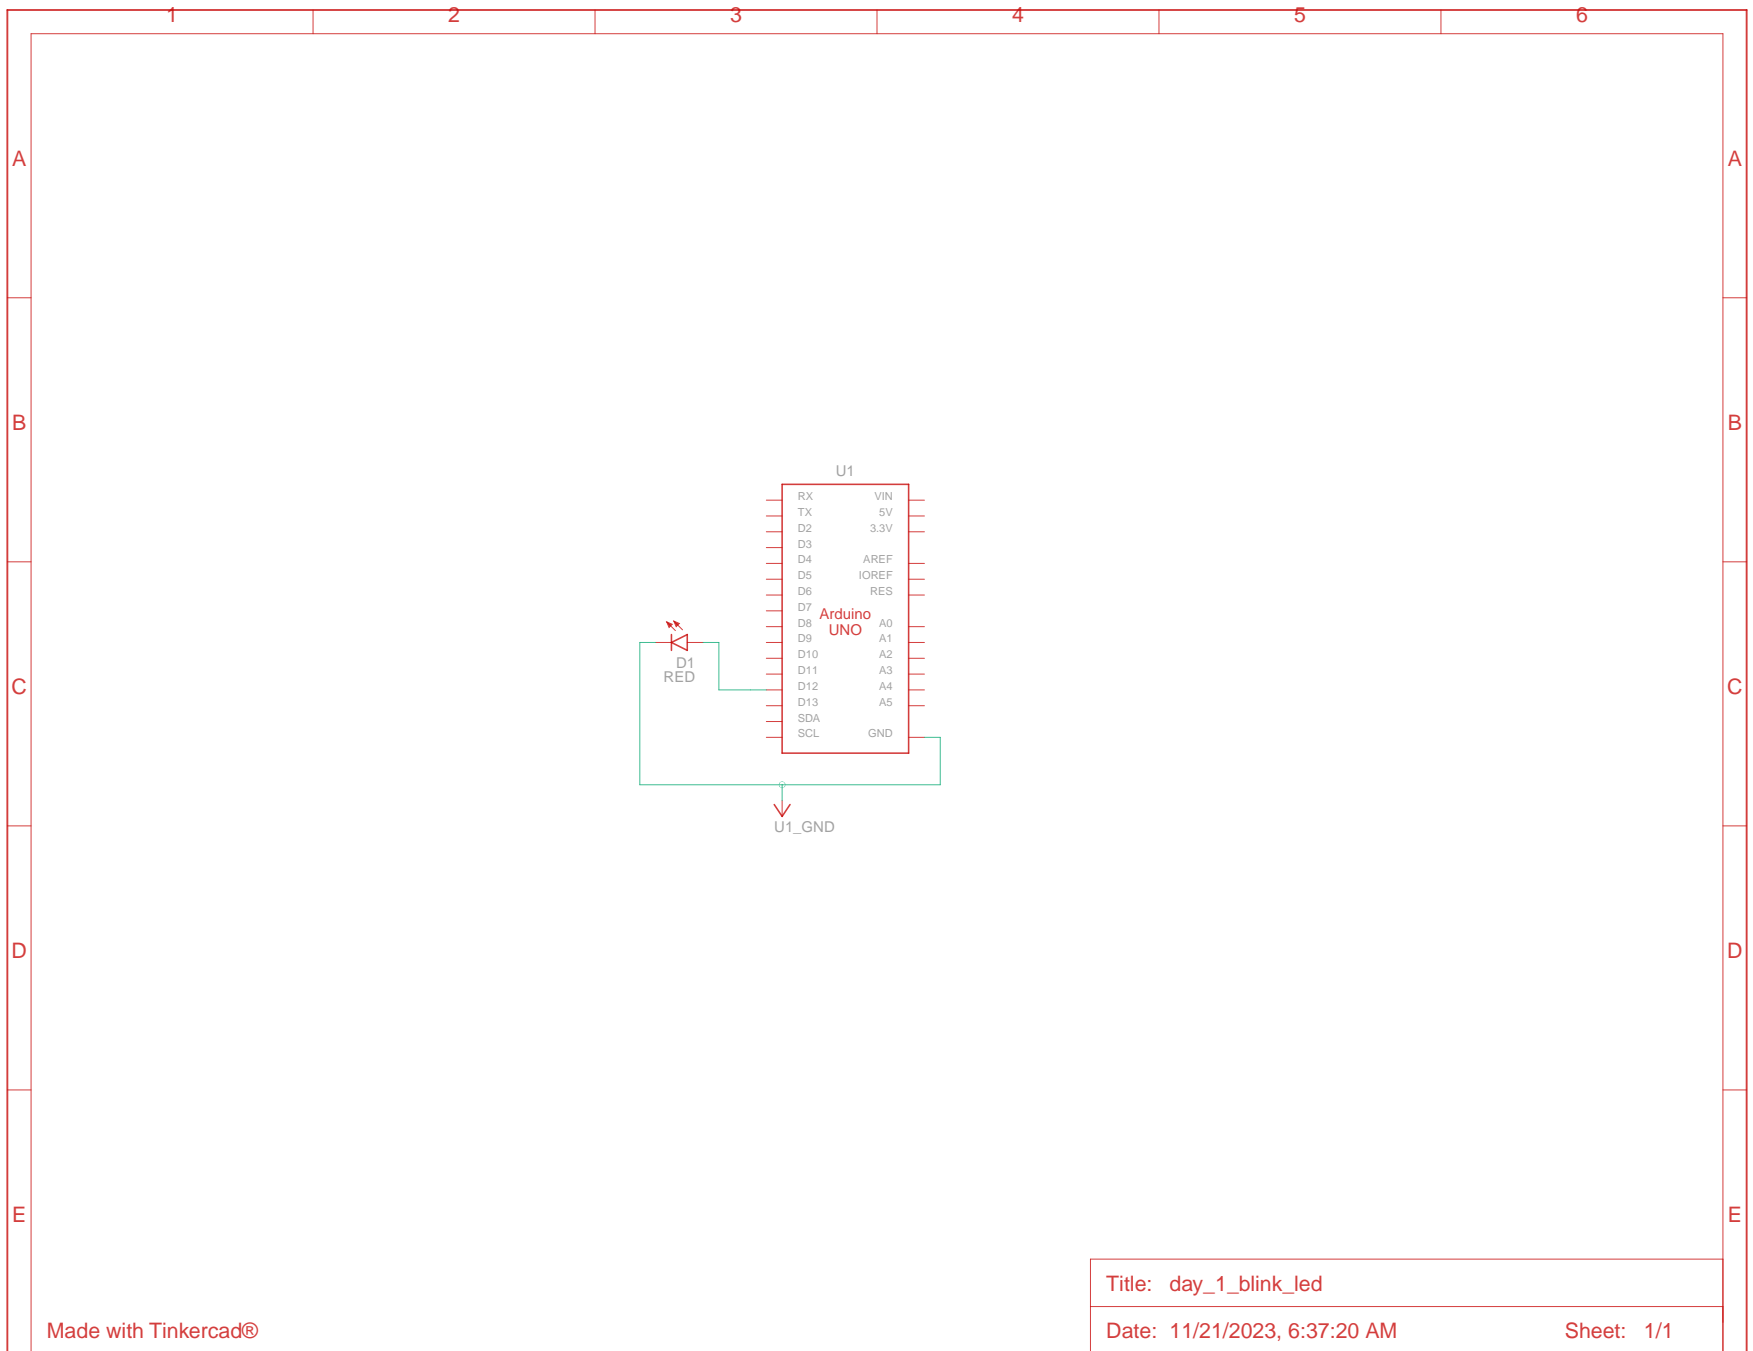 1 2 3 4 5 6
A A
B B
U1
RX VIN
TX 5V
D2 3.3V
D3
D4 AREF
D5 IOREF
D6 RES
D7
Arduino
D8 A0
UNO
D9 A1
D10 A2
D1
D11 A3
RED
C D12 A4 C
D13 A5
SDA
SCL GND
U1_GND
D D
E E
Title: day_1_blink_led
Made with Tinkercad®
Date: 11/21/2023, 6:37:20 AM Sheet: 1/1